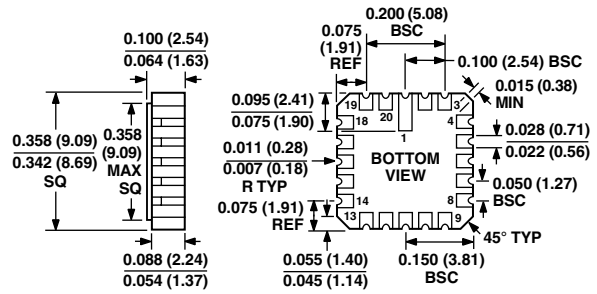 0.100 (2.54)
0.064 (1.63)
0.358 (9.09)
0.342 (8.69)
SQ
0.358
(9.09)
MAX
SQ
0.088 (2.24)
0.054 (1.37)
0.200 (5.08)
BSC
0.075
(1.91)
REF
0.100 (2.54) BSC
0.015 (0.38)
MIN
0.095 (2.41)
0.075 (1.90)
19
20
3
18
4
1
0.028 (0.71)
0.022 (0.56)
0.011 (0.28)
0.007 (0.18)
R TYP
BOTTOM
VIEW
0.050 (1.27)
BSC
0.075 (1.91)
REF
14
8
13
9
45° TYP
0.055 (1.40)
0.045 (1.14)
0.150 (3.81)
BSC